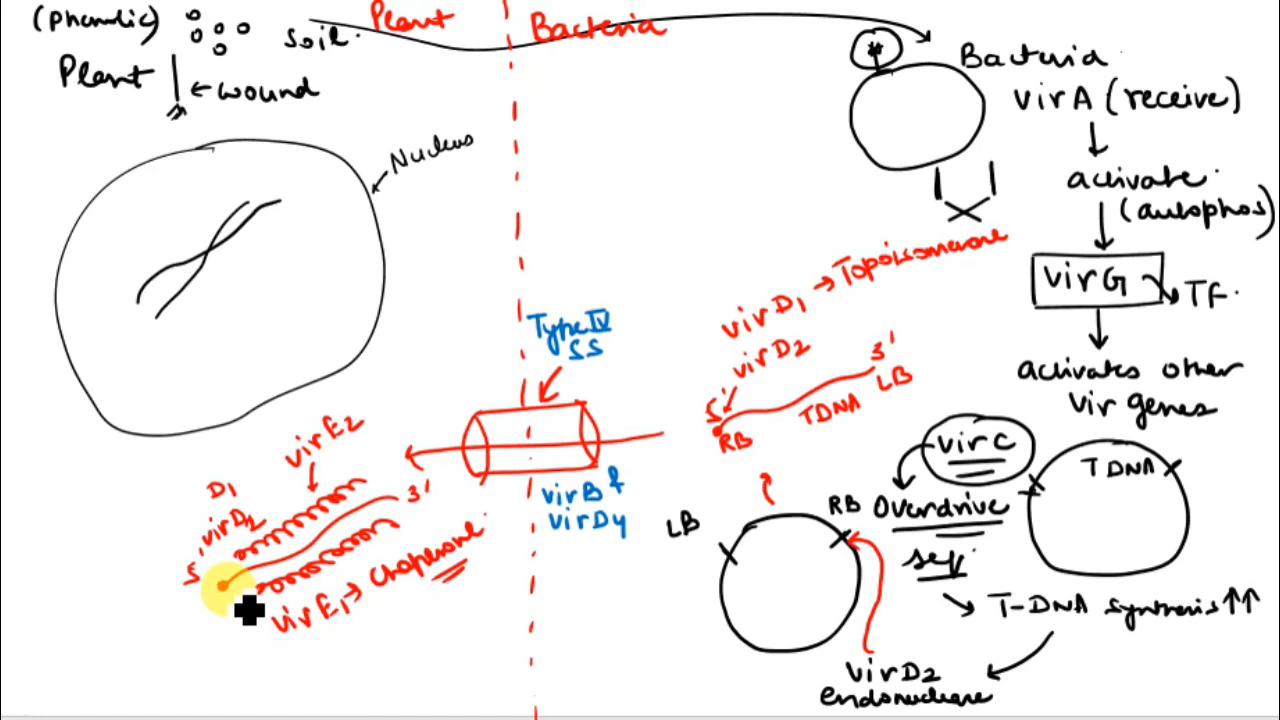 (phenolic)
soil.
Plant
Bacteria
Plant
← wound
Bacteria
virA (receive)
activate.
(autophos)
virG
TF.
activates other
vir genes
Nucleus
virD1 → Topoisomerase
virD2
3'
LB
5'
TDNA
RB
Type IV
SS
virB &
virD4
virE2
D1
virD2
3'
5'
virE1 → Chaperone
virC
TDNA
RB
Overdrive
seq.
LB
T-DNA synthesis ↑↑
virD2
endonuclease